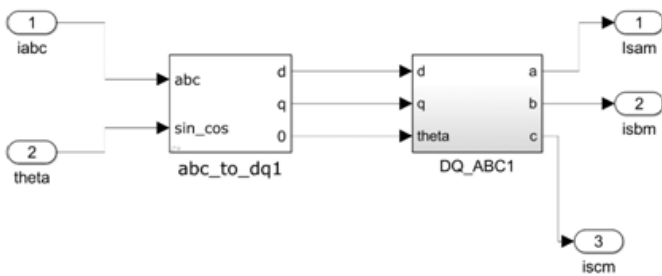 1
iabc
2
theta
abc
sin_cos
d
q
0
abc_to_dq1
d
q
theta
a
b
c
DQ_ABC1
1
Isam
2
isbm
3
iscm